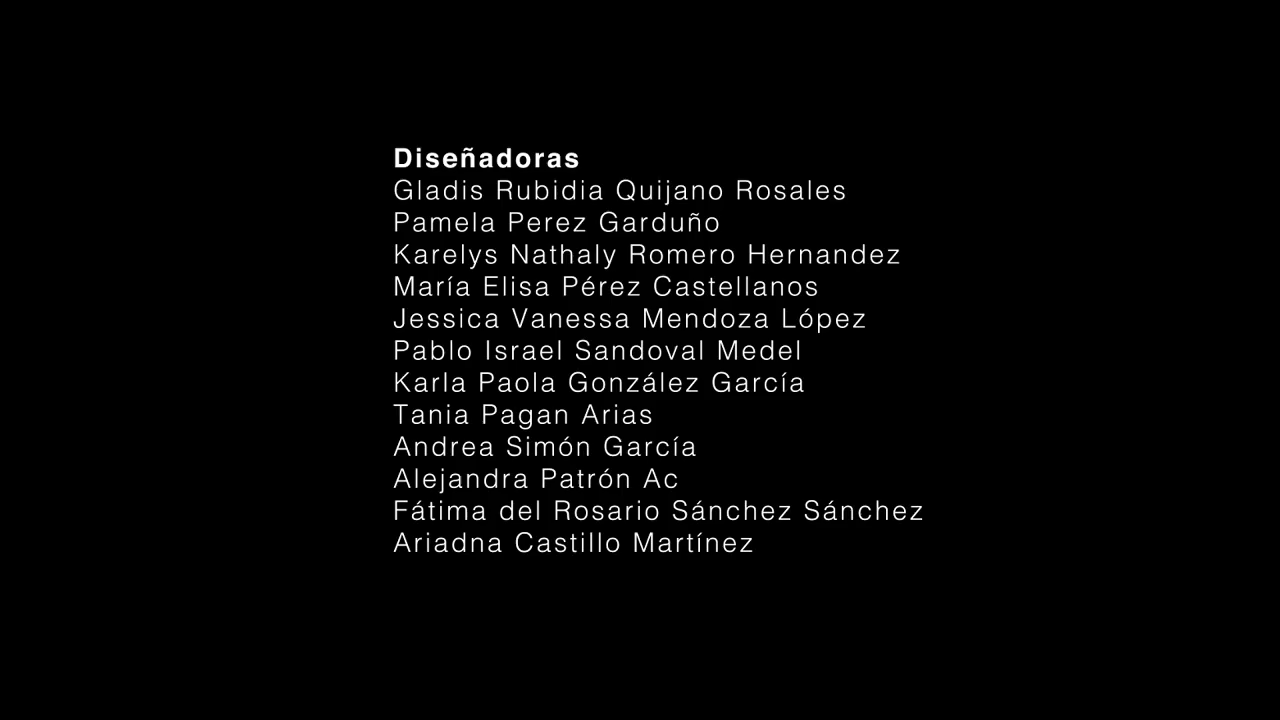 Diseñadoras
Gladis Rubidia Quijano Rosales
Pamela Perez Garduño
Karelys Nathaly Romero Hernandez
María Elisa Pérez Castellanos
Jessica Vanessa Mendoza López
Pablo Israel Sandoval Medel
Karla Paola González García
Tania Pagan Arias
Andrea Simón García
Alejandra Patrón Ac
Fátima del Rosario Sánchez Sánchez
Ariadna Castillo Martínez